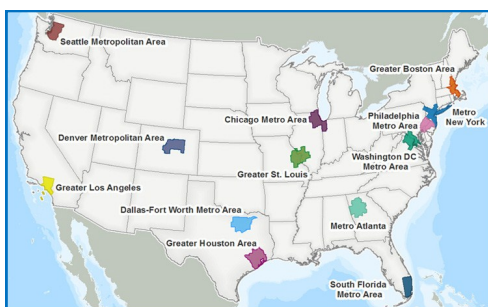 Seattle Metropolitan Area
Greater Boston Area
Philadelphia
Metro Area
Metro
New York
Chicago Metro Area
Denver Metropolitan Area
Washington DC
Metro Area
Greater St. Louis
Greater Los Angeles
Dallas-Fort Worth Metro Area
Metro Atlanta
Greater Houston Area
South Florida
Metro Area